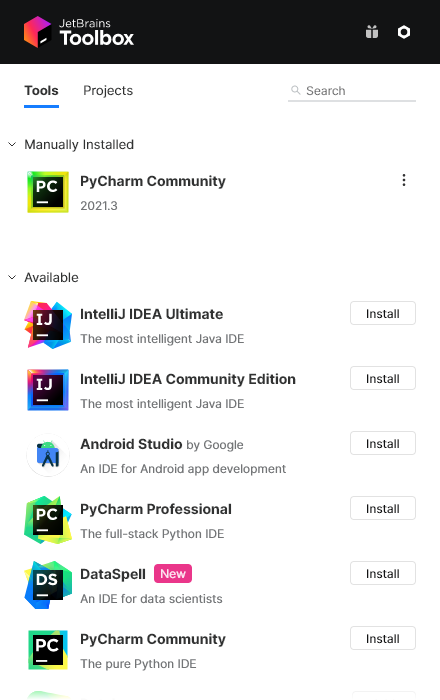 JetBrains
Toolbox
Tools Projects Search
Manually Installed
PC PyCharm Community
2021.3
Available
IJ IntelliJ IDEA Ultimate Install
The most intelligent Java IDE
IJ IntelliJ IDEA Community Edition Install
The most intelligent Java IDE
Android Studio by Google Install
An IDE for Android app development
PC PyCharm Professional Install
The full-stack Python IDE
DS DataSpell New Install
An IDE for data scientists
PC PyCharm Community Install
The pure Python IDE